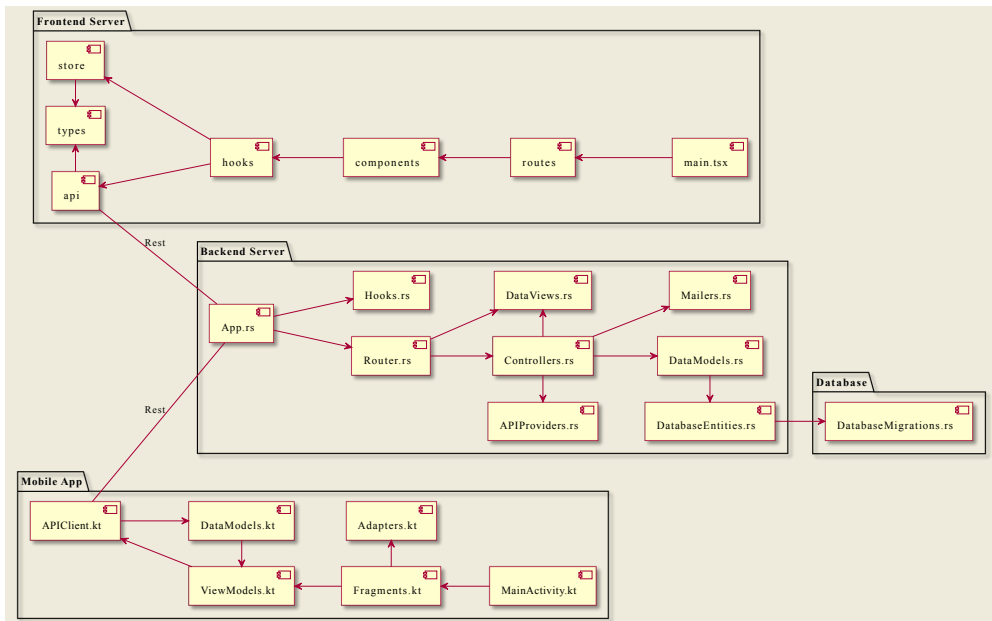 Frontend Server
store
types
api
hooks
components
routes
main.tsx
Rest
Backend Server
Hooks.rs
DataViews.rs
Mailers.rs
App.rs
Router.rs
Controllers.rs
DataModels.rs
APIProviders.rs
DatabaseEntities.rs
Database
DatabaseMigrations.rs
Rest
Mobile App
APIClient.kt
DataModels.kt
Adapters.kt
ViewModels.kt
Fragments.kt
MainActivity.kt